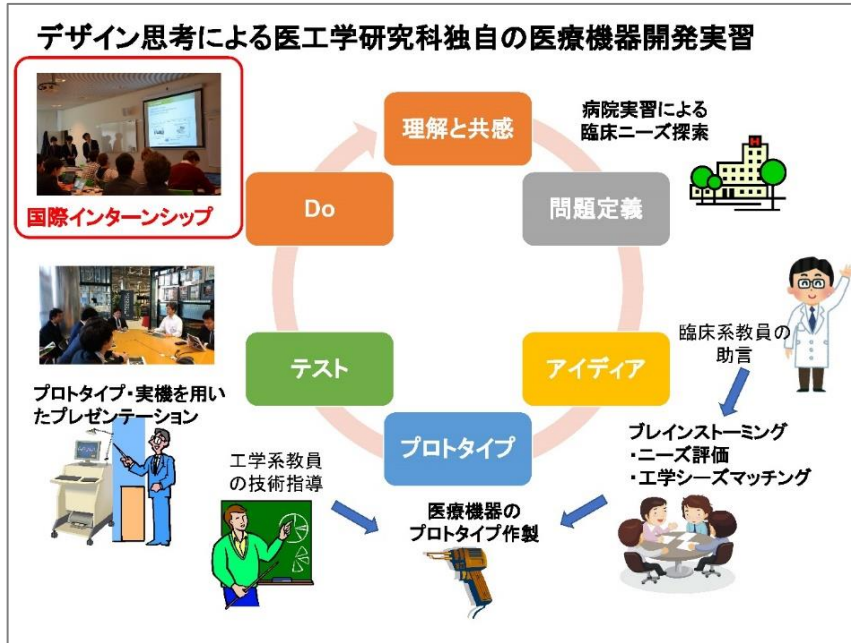 デザイン思考による医工学研究科独自の医療機器開発実習
国際インターンシップ
理解と共感
病院実習による
臨床ニーズ探索
H
Do
問題定義
プロトタイプ・実機を用い
たプレゼンテーション
テスト
アイディア
臨床系教員の
助言
プロトタイプ
ブレインストーミング
・ニーズ評価
・工学シーズマッチング
工学系教員
の技術指導
医療機器の
プロトタイプ作製